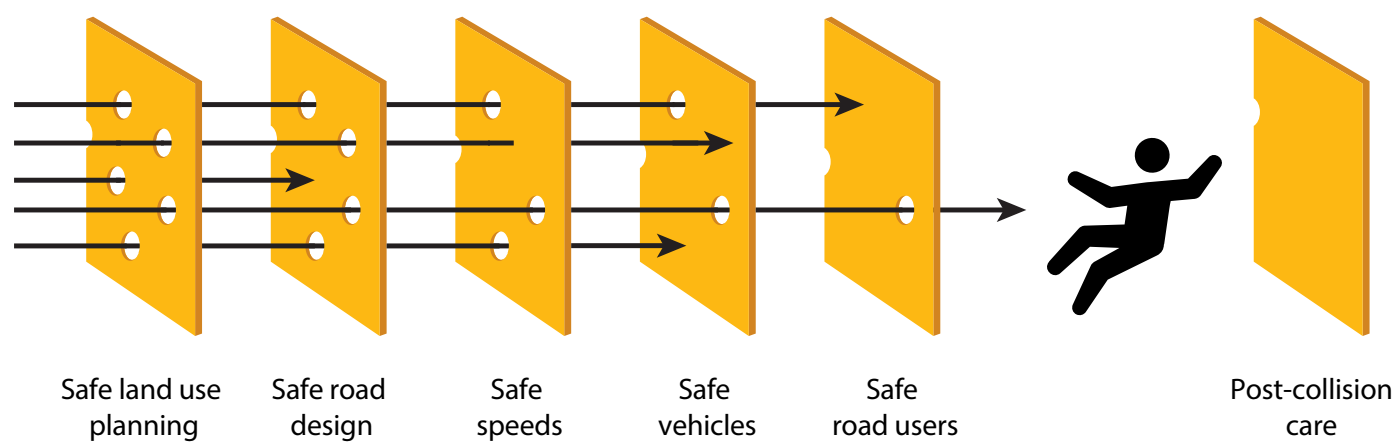 Safe land use
planning
Safe road
design
Safe
speeds
Safe
vehicles
Safe
road users
Post-collision
care